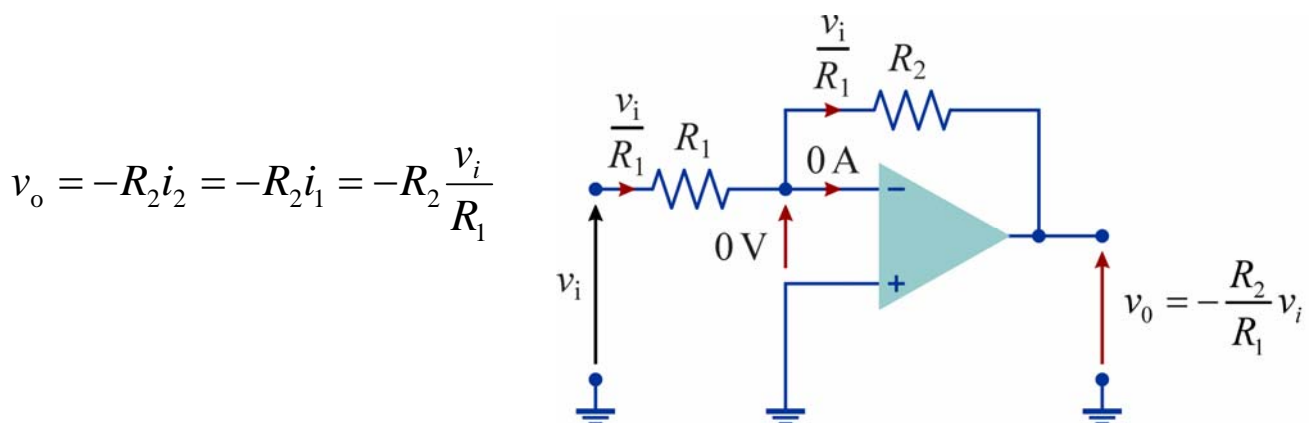 v_o = −R_2 i_2 = −R_2 i_1 = −R_2 v_i/R_1
v_i/R_1
R_2
v_i/R_1
R_1
0 A
−
0 V
+
v_i
v_0 = −R_2/R_1 v_i